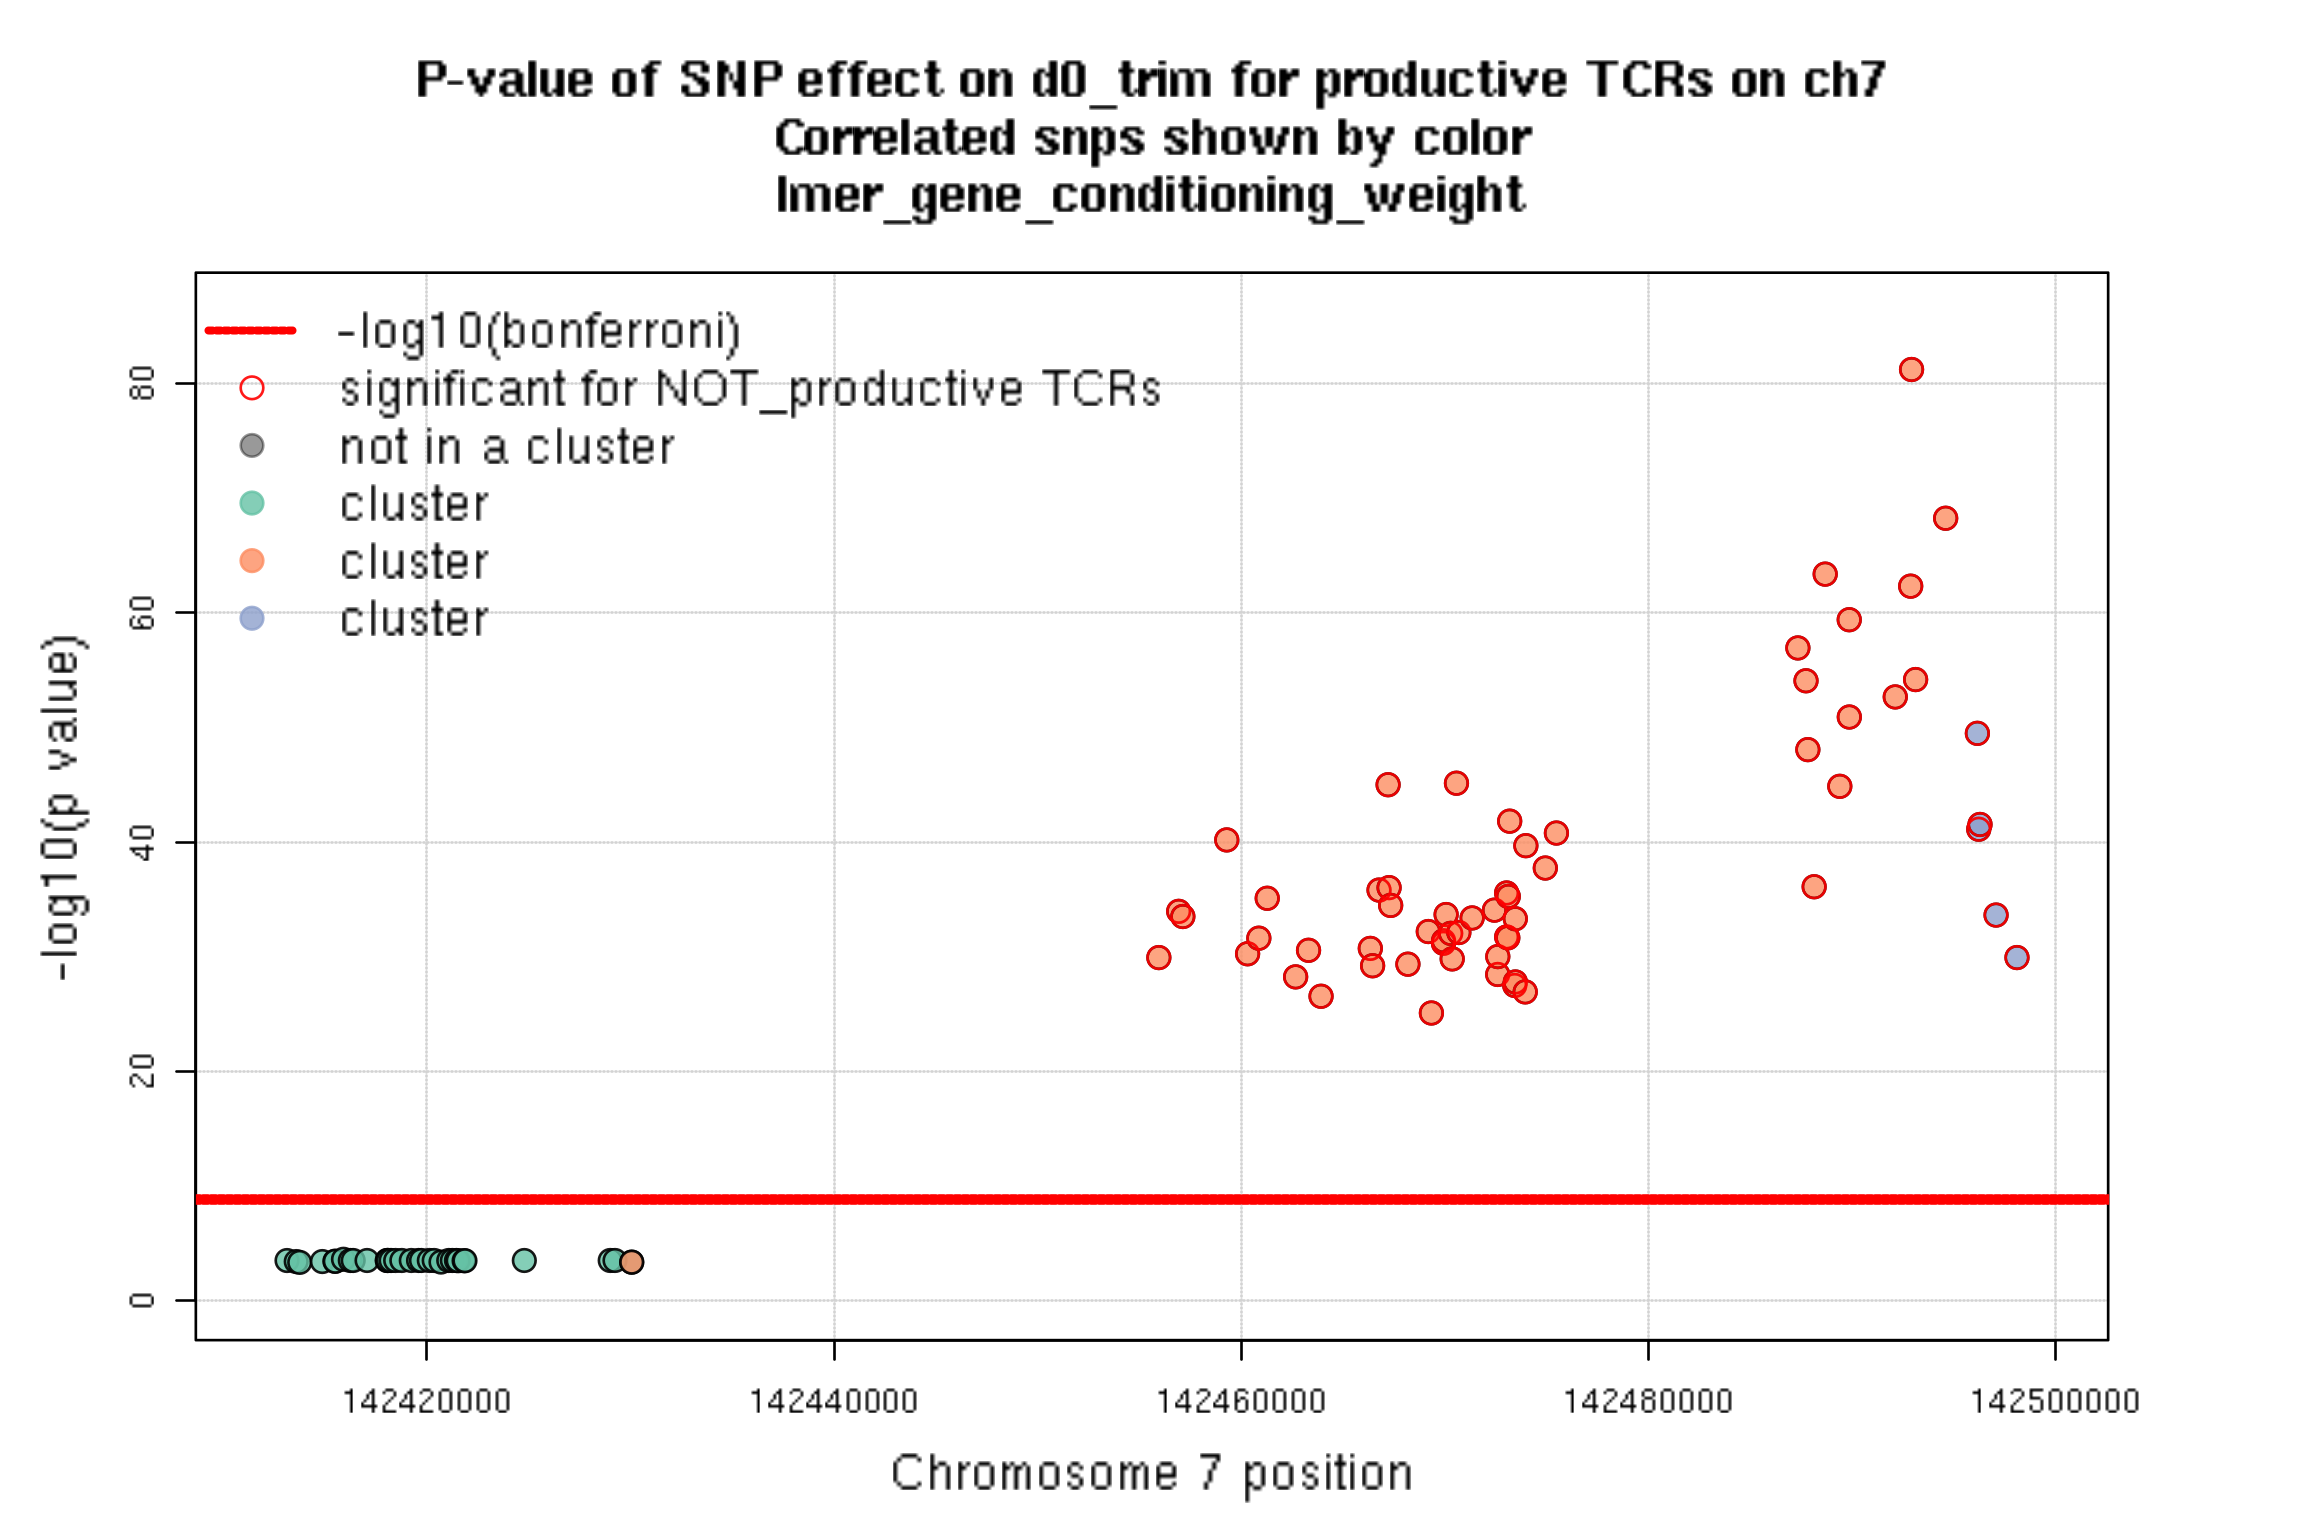 P-value of SNP effect on d0_trim for productive TCRs on ch7
Correlated snps shown by color
lmer_gene_conditioning_weight
-log10(bonferroni)
significant for NOT_productive TCRs
not in a cluster
cluster
cluster
cluster
-log10(p value)
80
60
40
20
0
142420000 142440000 142460000 142480000 142500000
Chromosome 7 position